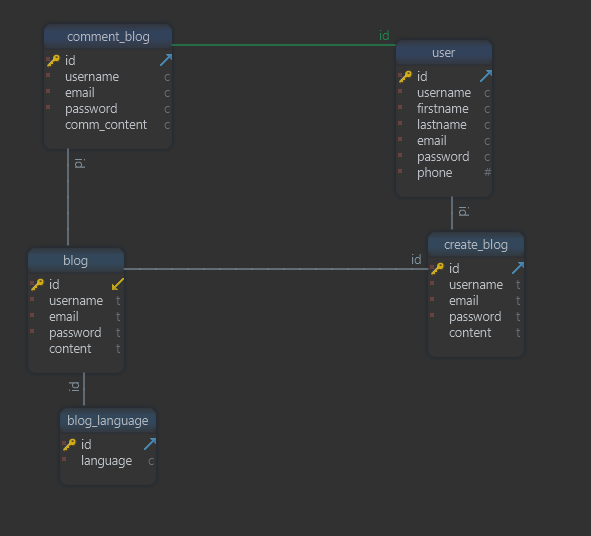 comment_blog
id
username c
email c
password c
comm_content c
id
user
id
username c
firstname c
lastname c
email c
password c
phone #
id
id
create_blog
id
username t
email t
password t
content t
id
blog
id
username t
email t
password t
content t
id
blog_language
id
language c